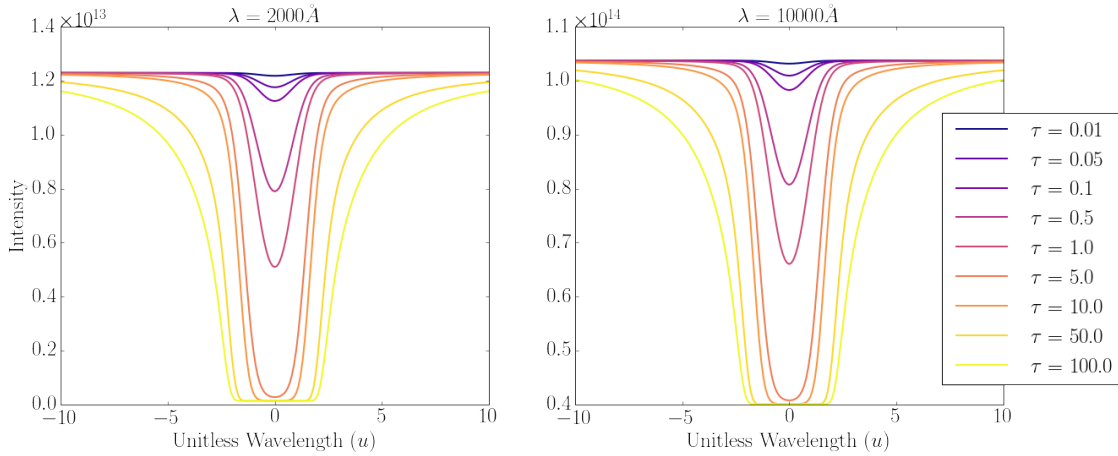 λ = 2000Å
×10^13
1.4
1.2
1.0
0.8
0.6
0.4
0.2
0.0
Intensity
−10
−5
0
5
10
Unitless Wavelength (u)
λ = 10000Å
×10^14
1.1
1.0
0.9
0.8
0.7
0.6
0.5
0.4
−10
−5
0
5
10
Unitless Wavelength (u)
τ = 0.01
τ = 0.05
τ = 0.1
τ = 0.5
τ = 1.0
τ = 5.0
τ = 10.0
τ = 50.0
τ = 100.0